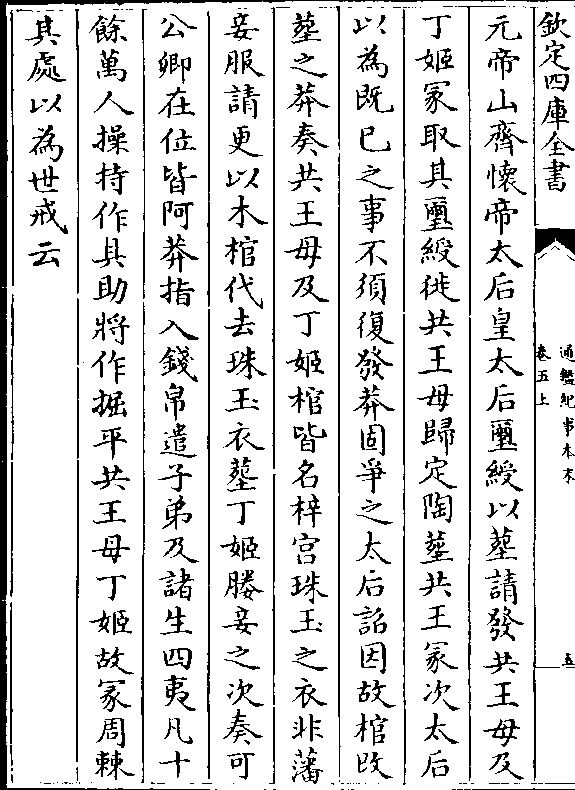 欽定四庫全書
通鑑紀事本末
卷五上
五
元帝山齊懷帝太后皇太后璽綬以葬請發共王母及
丁姬冢取其璽綬徙共王母歸定陶葬共王冢次太后
以為既已之事不須復發莽固爭之太后詔因故棺改
葬之莽奏共王母及丁姬棺皆名梓宫珠玉之衣非藩
妾服請更以木棺代去珠玉衣葬丁姬媵妾之次奏可
公卿在位皆阿莽指入錢帛遣子弟及諸生四夷凡十
餘萬人操持作具助將作掘平共王母丁姬故冢周棘
其處以為世戒云